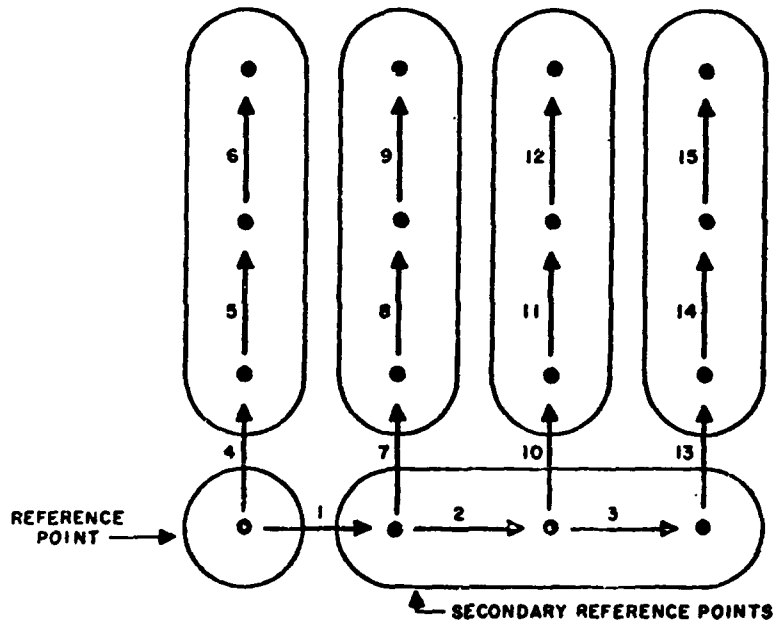 6 9 12 15
5 8 11 14
4 7 10 13
1 2 3
REFERENCE
POINT
SECONDARY REFERENCE POINTS